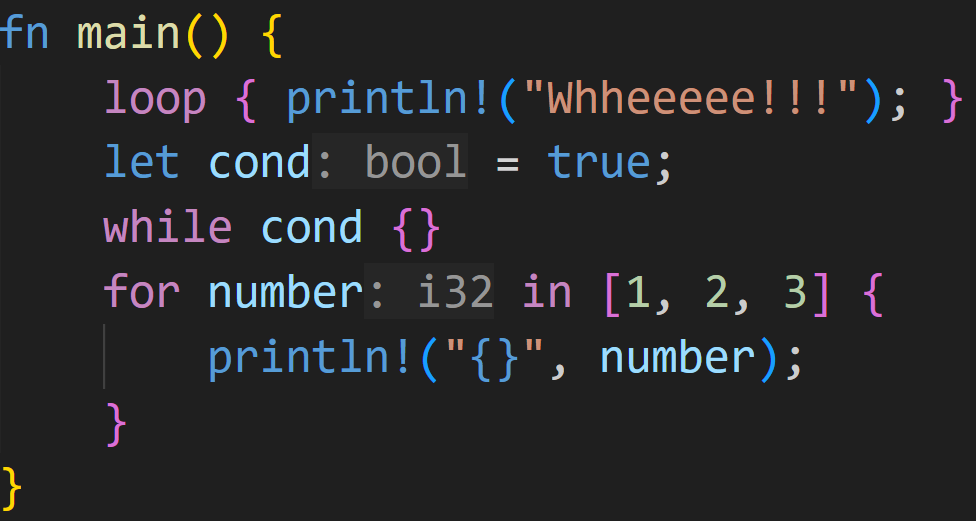 fn main() {
    loop { println!("Whheeeee!!!"); }
    let cond: bool = true;
    while cond {}
    for number: i32 in [1, 2, 3] {
        println!("{}", number);
    }
}